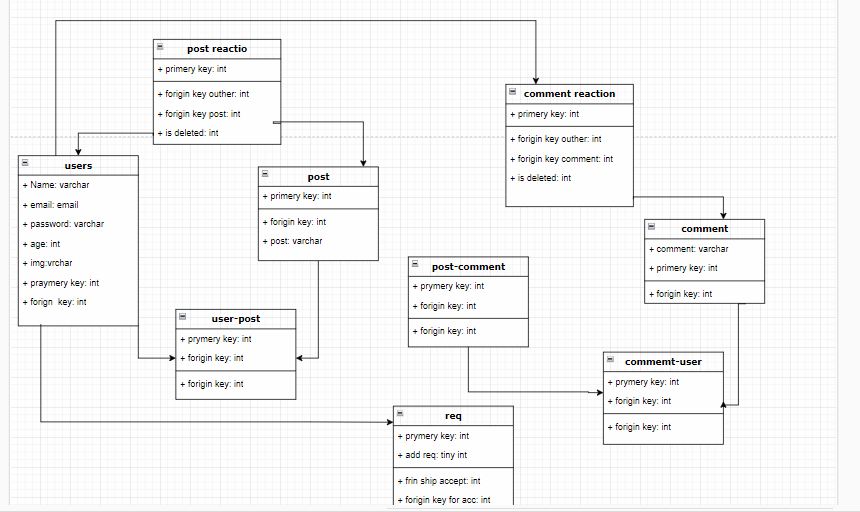 post reactio
+ primery key: int
+ forigin key outher: int
+ forigin key post: int
+ is deleted: int
comment reaction
+ primery key: int
+ forigin key outher: int
+ forigin key comment: int
+ is deleted: int
users
+ Name: varchar
+ email: email
+ password: varchar
+ age: int
+ img:vrchar
+ praymery key: int
+ forign key: int
post
+ primery key: int
+ forigin key: int
+ post: varchar
comment
+ comment: varchar
+ primery key: int
+ forigin key: int
post-comment
+ prymery key: int
+ forigin key: int
+ forigin key: int
user-post
+ prymery key: int
+ forigin key: int
+ forigin key: int
commemt-user
+ prymery key: int
+ forigin key: int
+ forigin key: int
req
+ prymery key: int
+ add req: tiny int
+ frin ship accept: int
+ forigin key for acc: int